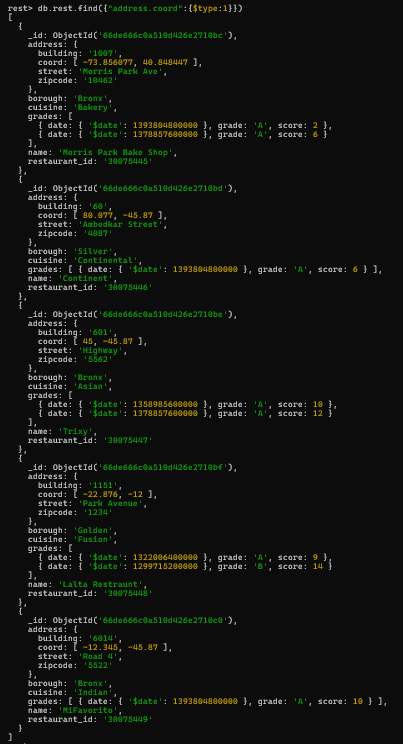 rest> db.rest.find({"address.coord":{$type:1}})
[
  {
    _id: ObjectId('66de666c0a510d426e2710bc'),
    address: {
      building: '1007',
      coord: [ -73.856077, 40.848447 ],
      street: 'Morris Park Ave',
      zipcode: '10462'
    },
    borough: 'Bronx',
    cuisine: 'Bakery',
    grades: [
      { date: { '$date': 1393804800000 }, grade: 'A', score: 2 },
      { date: { '$date': 1378857600000 }, grade: 'A', score: 6 }
    ],
    name: 'Morris Park Bake Shop',
    restaurant_id: '30075445'
  },
  {
    _id: ObjectId('66de666c0a510d426e2710bd'),
    address: {
      building: '60',
      coord: [ 80.077, -45.87 ],
      street: 'Ambedkar Street',
      zipcode: '4087'
    },
    borough: 'Silver',
    cuisine: 'Continental',
    grades: [ { date: { '$date': 1393804800000 }, grade: 'A', score: 6 } ],
    name: 'Continent',
    restaurant_id: '30075446'
  },
  {
    _id: ObjectId('66de666c0a510d426e2710be'),
    address: {
      building: '601',
      coord: [ 45, -45.87 ],
      street: 'Highway',
      zipcode: '5562'
    },
    borough: 'Bronx',
    cuisine: 'Asian',
    grades: [
      { date: { '$date': 1358985600000 }, grade: 'A', score: 10 },
      { date: { '$date': 1378857600000 }, grade: 'A', score: 12 }
    ],
    name: 'Trixy',
    restaurant_id: '30075447'
  },
  {
    _id: ObjectId('66de666c0a510d426e2710bf'),
    address: {
      building: '1151',
      coord: [ -22.876, -12 ],
      street: 'Park Avenue',
      zipcode: '1234'
    },
    borough: 'Golden',
    cuisine: 'Fusion',
    grades: [
      { date: { '$date': 1322006400000 }, grade: 'A', score: 9 },
      { date: { '$date': 1299715200000 }, grade: 'B', score: 14 }
    ],
    name: 'Lalta Restraunt',
    restaurant_id: '30075448'
  },
  {
    _id: ObjectId('66de666c0a510d426e2710c0'),
    address: {
      building: '6014',
      coord: [ -12.345, -45.87 ],
      street: 'Road 4',
      zipcode: '5522'
    },
    borough: 'Bronx',
    cuisine: 'Indian',
    grades: [ { date: { '$date': 1393804800000 }, grade: 'A', score: 10 } ],
    name: 'MiFavorito',
    restaurant_id: '30075449'
  }
]